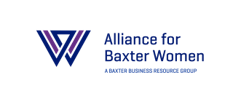 Alliance for
Baxter Women
A BAXTER BUSINESS RESOURCE GROUP